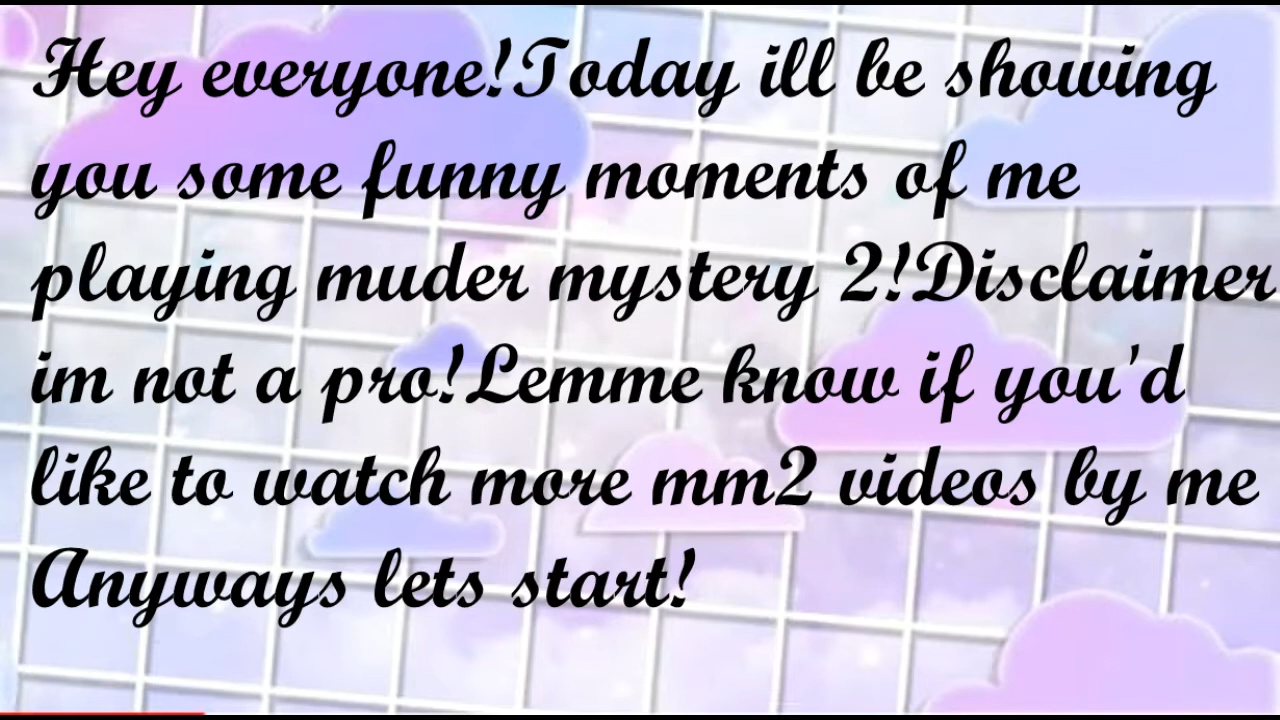 Hey everyone!Today ill be showing
you some funny moments of me
playing muder mystery 2!Disclaimer
im not a pro!Lemme know if you'd
like to watch more mm2 videos by me
Anyways lets start!